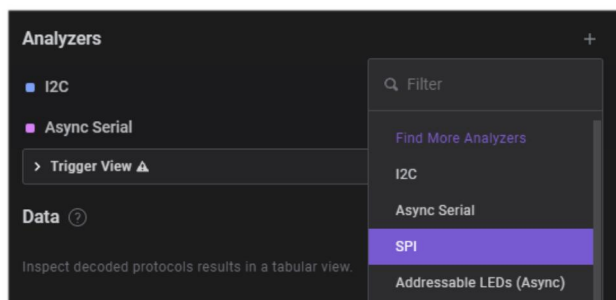 Analyzers
I2C
Async Serial
Trigger View
Data
Inspect decoded protocols results in a tabular view.
Filter
Find More Analyzers
I2C
Async Serial
SPI
Addressable LEDs (Async)